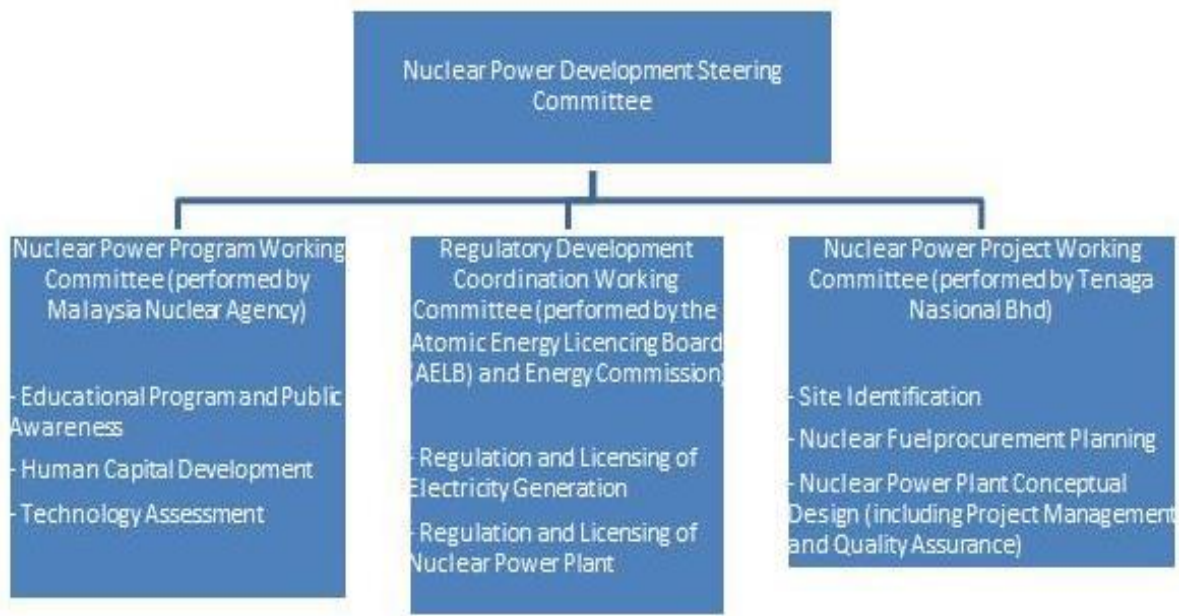 Nuclear Power Development Steering
Committee
Nuclear Power Program Working
Committee (performed by
Malaysia Nuclear Agency)
- Educational Program and Public
Awareness
- Human Capital Development
- Technology Assessment
Regulatory Development
Coordination Working
Committee (performed by the
Atomic Energy Licencing Board
(AELB) and Energy Commission)
- Regulation and Licensing of
Electricity Generation
- Regulation and Licensing of
Nuclear Power Plant
Nuclear Power Project Working
Committee (performed by Tenaga
Nasional Bhd)
- Site Identification
- Nuclear Fuel procurement Planning
- Nuclear Power Plant Conceptual
Design (including Project Management
and Quality Assurance)